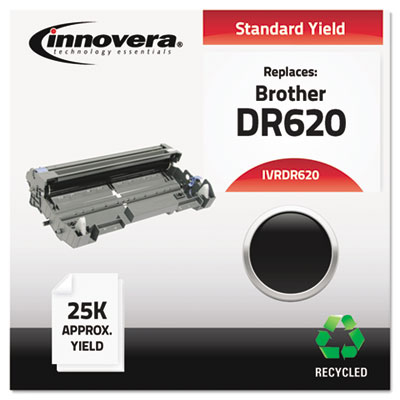 innovera
technology essentials
Standard Yield
Replaces:
Brother
DR620
IVRDR620
25K
APPROX.
YIELD
RECYCLED